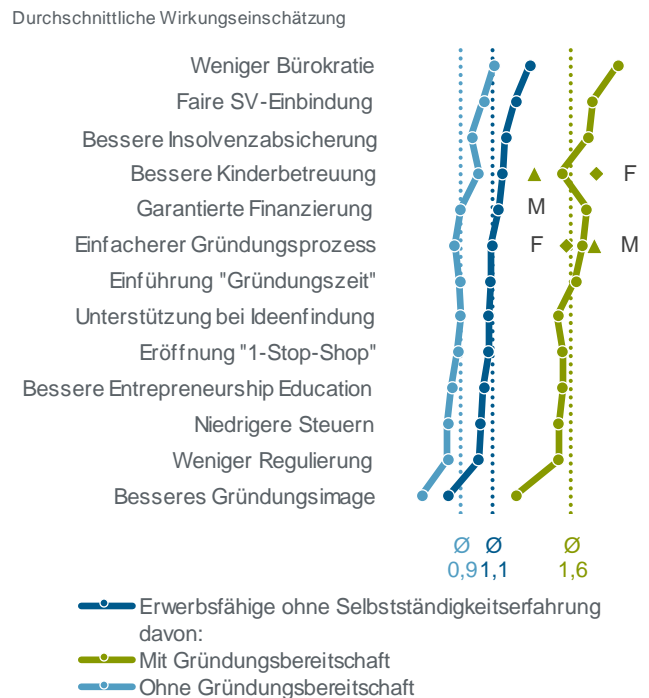 Durchschnittliche Wirkungseinschätzung
Weniger Bürokratie
Faire SV-Einbindung
Bessere Insolvenzabsicherung
Bessere Kinderbetreuung F
Garantierte Finanzierung M
Einfacherer Gründungsprozess F M
Einführung "Gründungszeit"
Unterstützung bei Ideenfindung
Eröffnung "1-Stop-Shop"
Bessere Entrepreneurship Education
Niedrigere Steuern
Weniger Regulierung
Besseres Gründungsimage
Ø Ø Ø
0,9 1,1 1,6
Erwerbsfähige ohne Selbstständigkeitserfahrung
davon:
Mit Gründungsbereitschaft
Ohne Gründungsbereitschaft